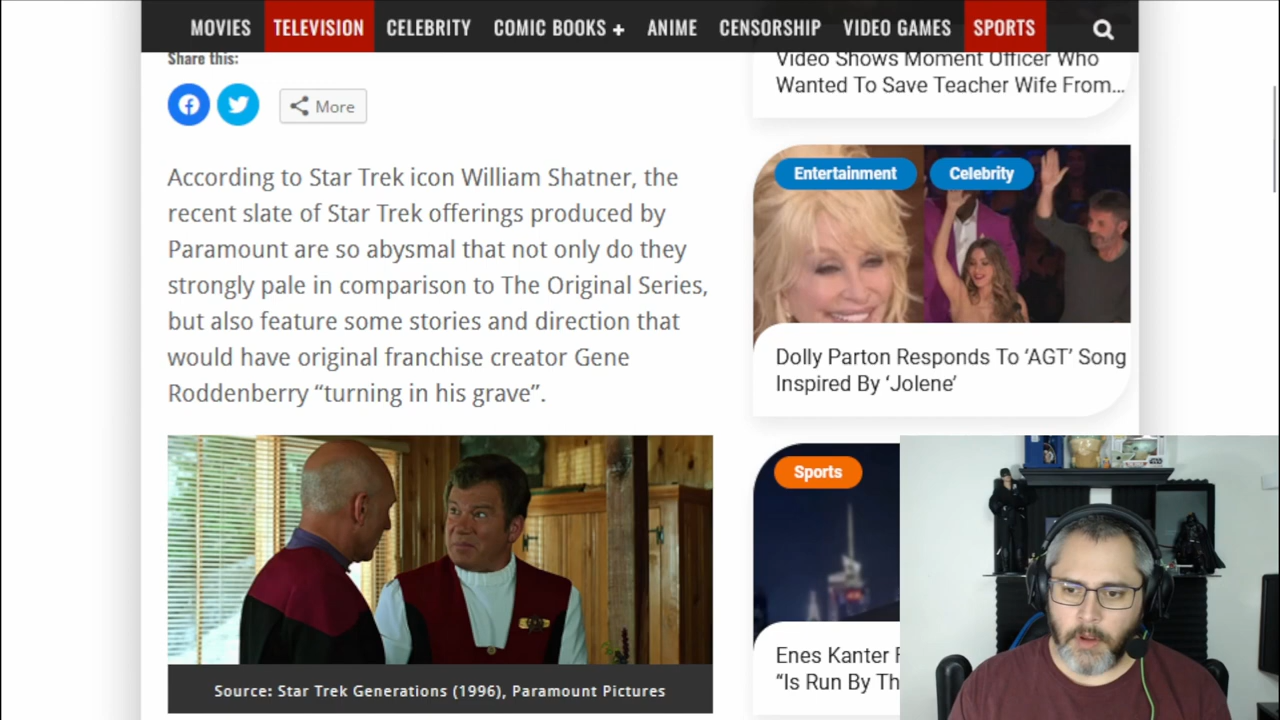 MOVIES TELEVISION CELEBRITY COMIC BOOKS + ANIME CENSORSHIP VIDEO GAMES SPORTS
Share this:
More
According to Star Trek icon William Shatner, the
recent slate of Star Trek offerings produced by
Paramount are so abysmal that not only do they
strongly pale in comparison to The Original Series,
but also feature some stories and direction that
would have original franchise creator Gene
Roddenberry “turning in his grave”.
Source: Star Trek Generations (1996), Paramount Pictures
Video Shows Moment Officer Who
Wanted To Save Teacher Wife From...
Entertainment
Celebrity
Dolly Parton Responds To ‘AGT’ Song
Inspired By ‘Jolene’
Sports
Enes Kanter
“Is Run By